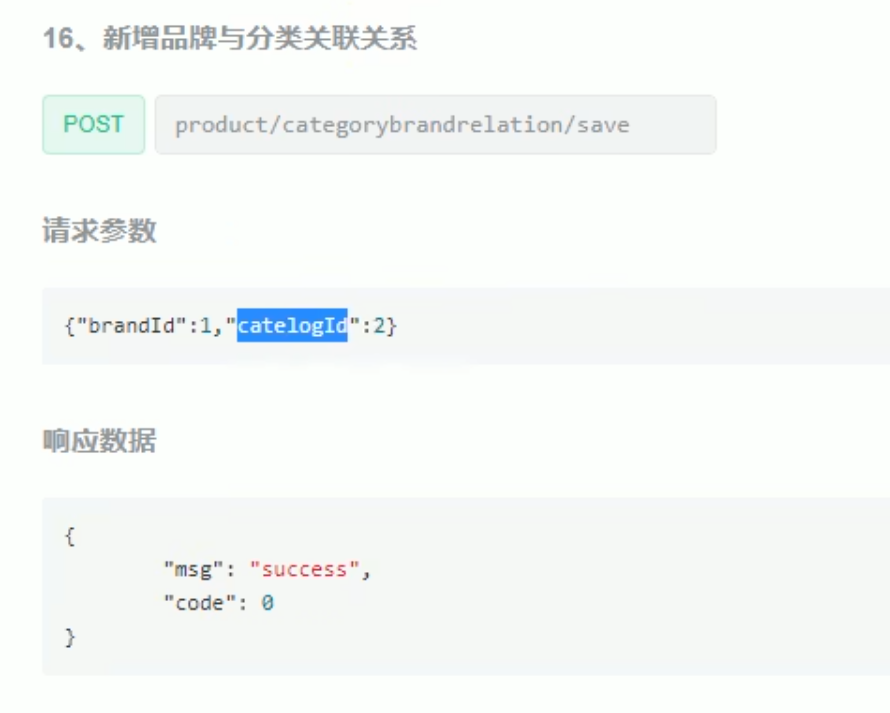 16、新增品牌与分类关联关系
POST product/categorybrandrelation/save
请求参数
{"brandId":1,"catelogId":2}
响应数据
{
"msg": "success",
"code": 0
}